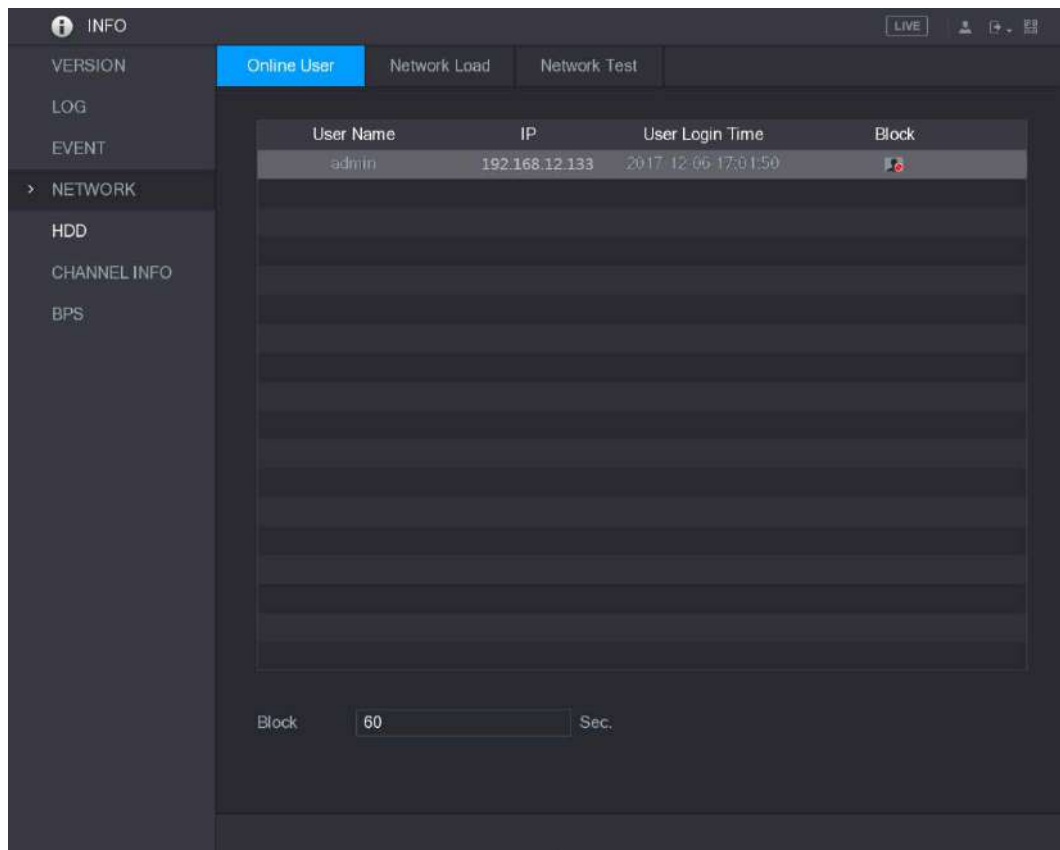 INFO
LIVE
VERSION
LOG
EVENT
NETWORK
HDD
CHANNEL INFO
BPS
Online User Network Load Network Test
User Name IP User Login Time Block
admin 192.168.12.133 2017-12-06 17:01:50
Block 60 Sec.